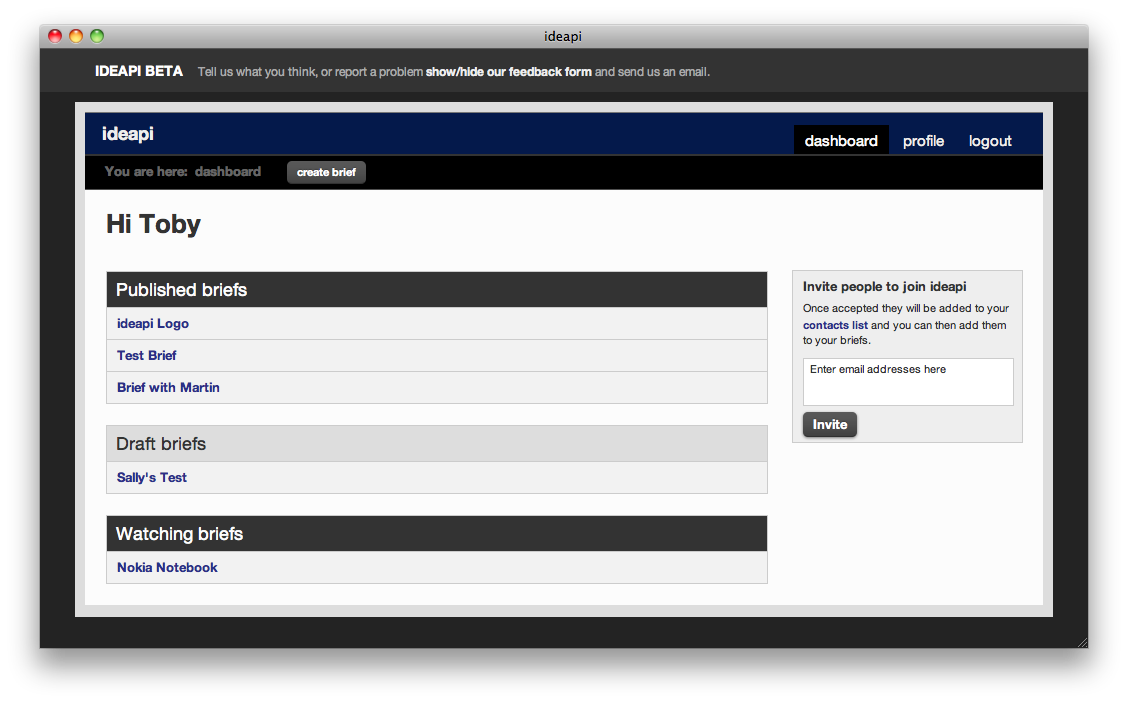 ideapi
IDEAPI BETA Tell us what you think, or report a problem show/hide our feedback form and send us an email.
ideapi dashboard profile logout
You are here: dashboard create brief
Hi Toby
Published briefs
ideapi Logo
Test Brief
Brief with Martin
Draft briefs
Sally's Test
Watching briefs
Nokia Notebook
Invite people to join ideapi
Once accepted they will be added to your
contacts list and you can then add them
to your briefs.
Enter email addresses here
Invite